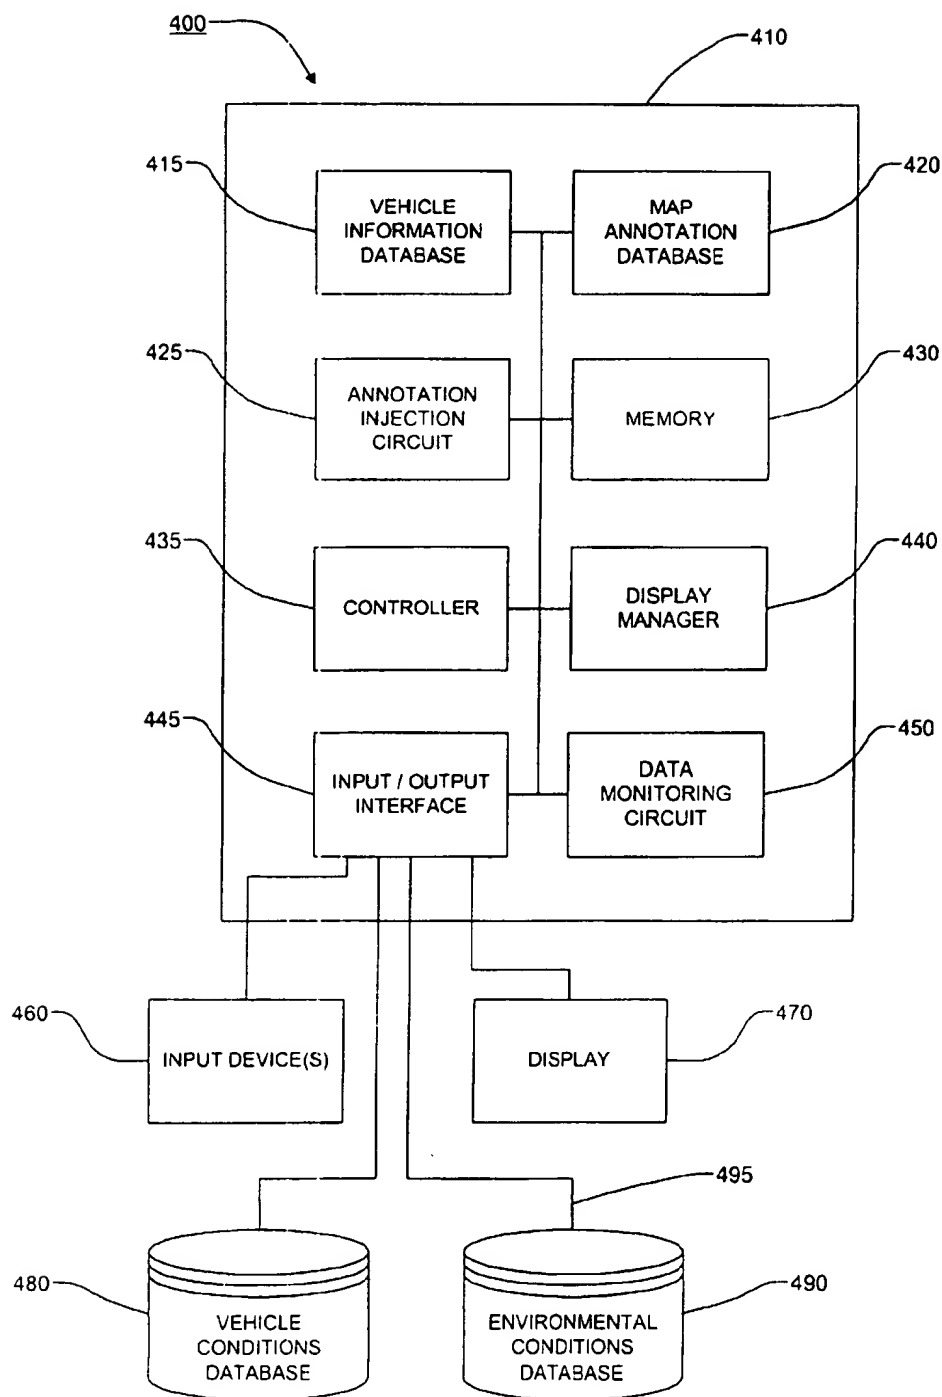 400
410
415
VEHICLE
INFORMATION
DATABASE
MAP
ANNOTATION
DATABASE
420
425
ANNOTATION
INJECTION
CIRCUIT
MEMORY
430
435
CONTROLLER
DISPLAY
MANAGER
440
445
INPUT / OUTPUT
INTERFACE
DATA
MONITORING
CIRCUIT
450
460
INPUT DEVICE(S)
DISPLAY
470
495
480
VEHICLE
CONDITIONS
DATABASE
ENVIRONMENTAL
CONDITIONS
DATABASE
490